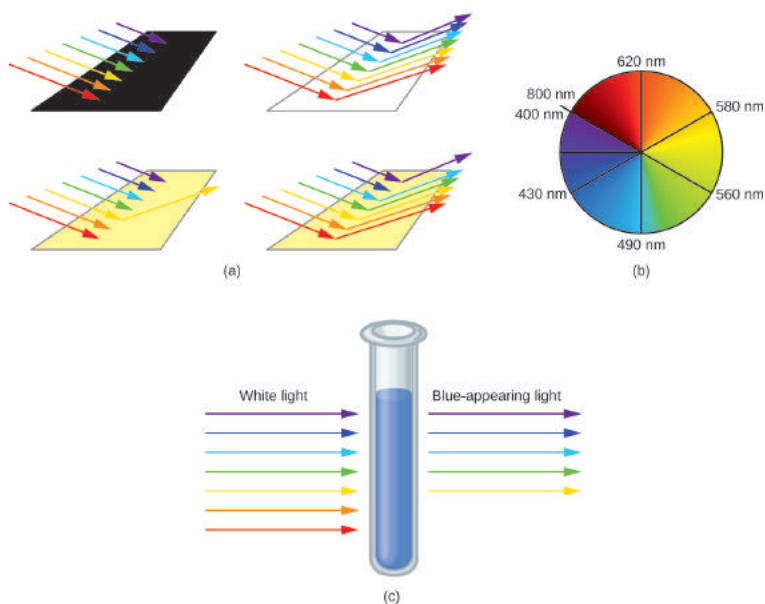 620 nm
800 nm
580 nm
400 nm
430 nm
560 nm
490 nm
(a)
(b)
White light
Blue-appearing light
(c)